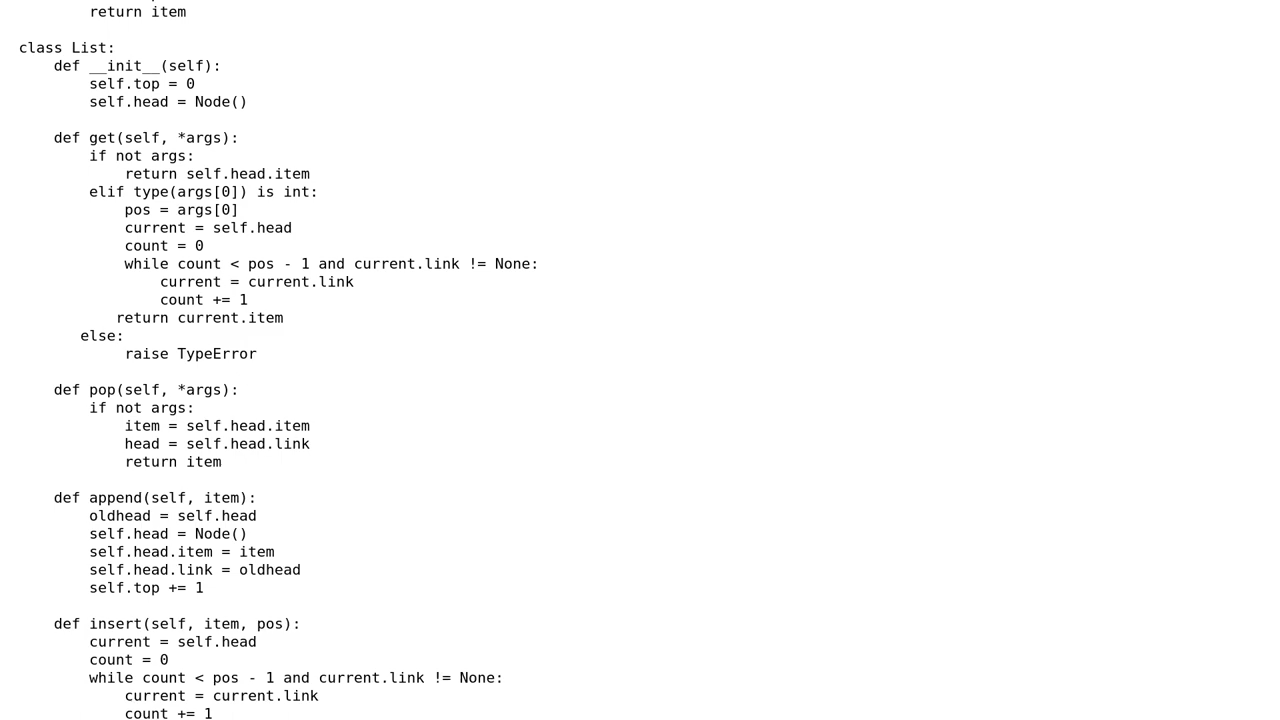 return item

class List:
    def __init__(self):
        self.top = 0
        self.head = Node()

    def get(self, *args):
        if not args:
            return self.head.item
        elif type(args[0]) is int:
            pos = args[0]
            current = self.head
            count = 0
            while count < pos - 1 and current.link != None:
                current = current.link
                count += 1
           return current.item
       else:
            raise TypeError

    def pop(self, *args):
        if not args:
            item = self.head.item
            head = self.head.link
            return item

    def append(self, item):
        oldhead = self.head
        self.head = Node()
        self.head.item = item
        self.head.link = oldhead
        self.top += 1

    def insert(self, item, pos):
        current = self.head
        count = 0
        while count < pos - 1 and current.link != None:
            current = current.link
            count += 1